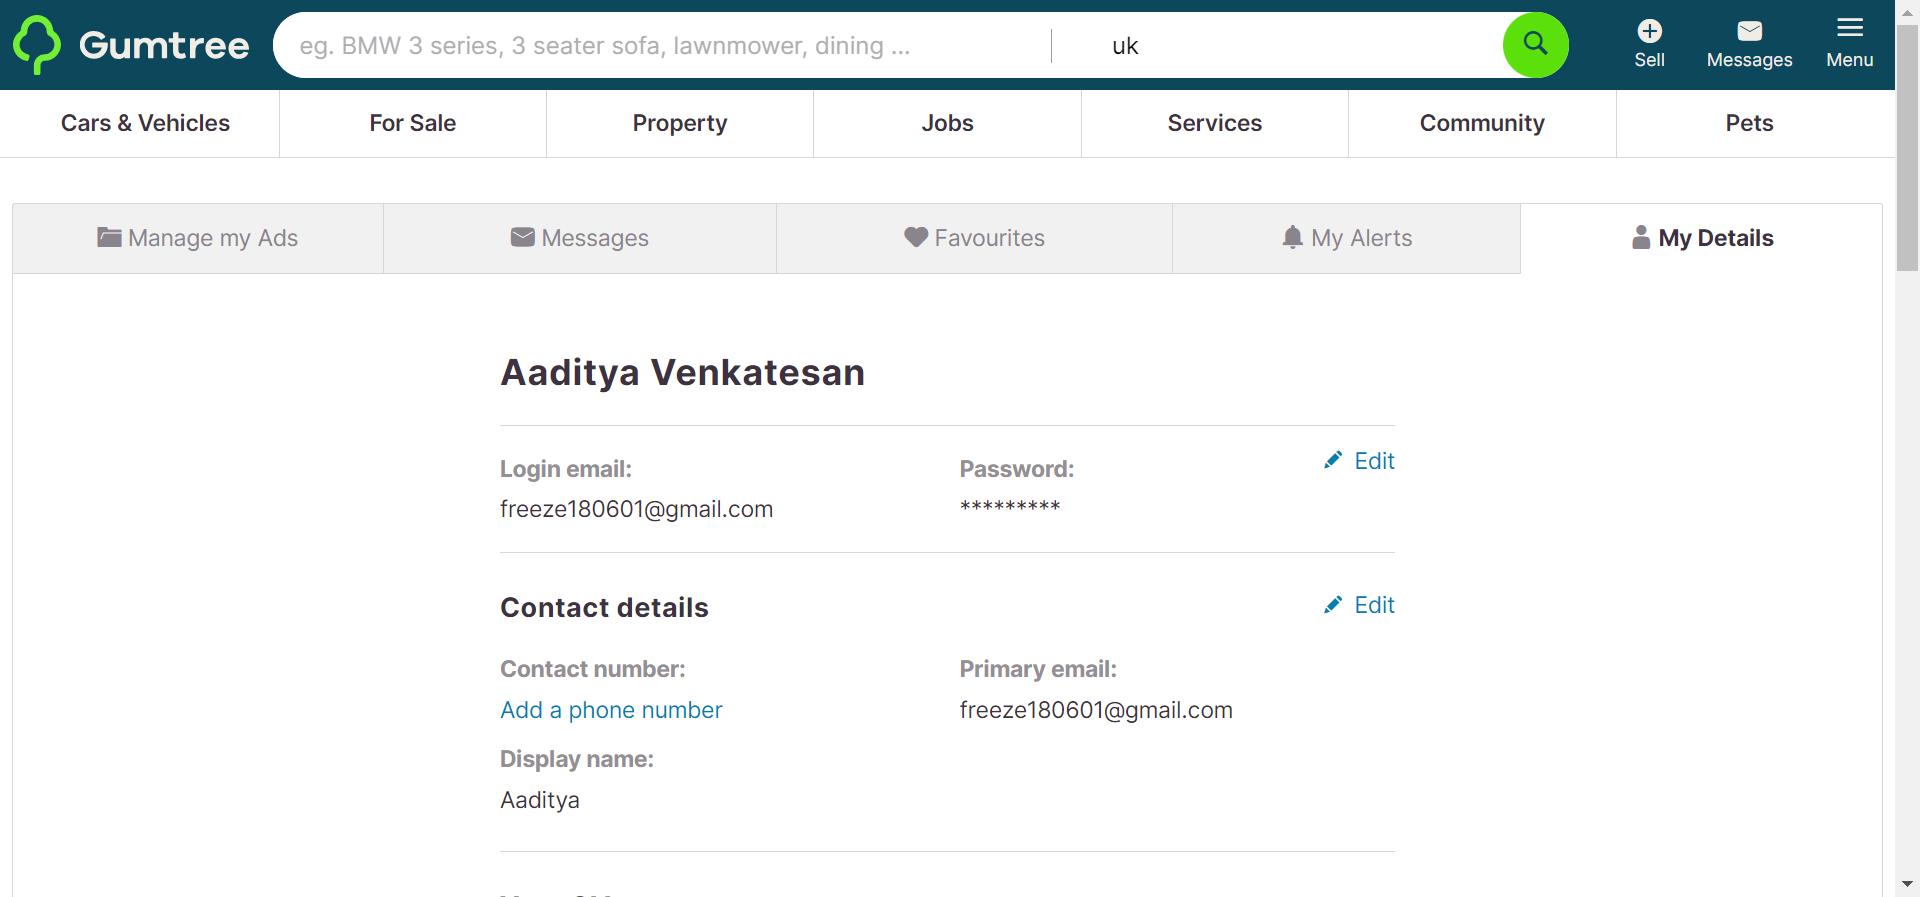 Gumtree
eg. BMW 3 series, 3 seater sofa, lawnmower, dining ...
uk
Sell
Messages
Menu
Cars & Vehicles
For Sale
Property
Jobs
Services
Community
Pets
Manage my Ads
Messages
Favourites
My Alerts
My Details
Aaditya Venkatesan
Login email:
Password:
Edit
freeze180601@gmail.com
*********
Contact details
Edit
Contact number:
Primary email:
Add a phone number
freeze180601@gmail.com
Display name:
Aaditya